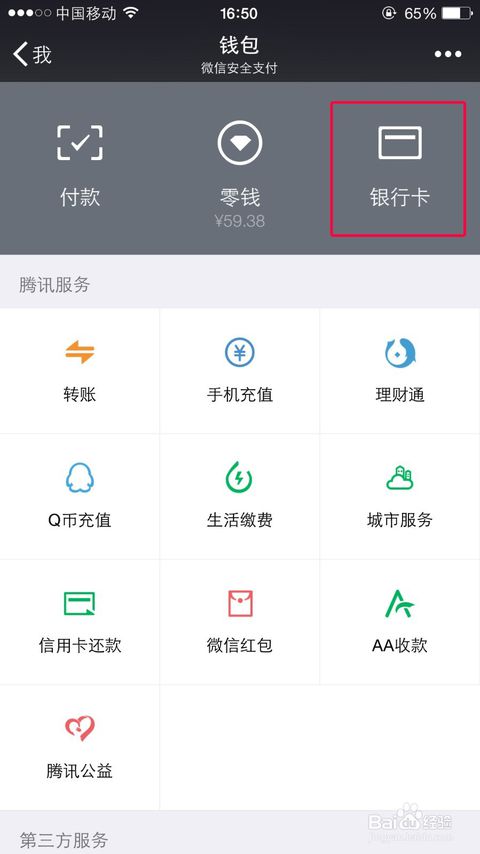 中国移动 16:50 65%
我 钱包
微信安全支付
付款 零钱 银行卡
¥59.38
腾讯服务
转账 手机充值 理财通
Q币充值 生活缴费 城市服务
信用卡还款 微信红包 AA收款
腾讯公益
第三方服务
Baidu 经验
jingyan.baidu.com